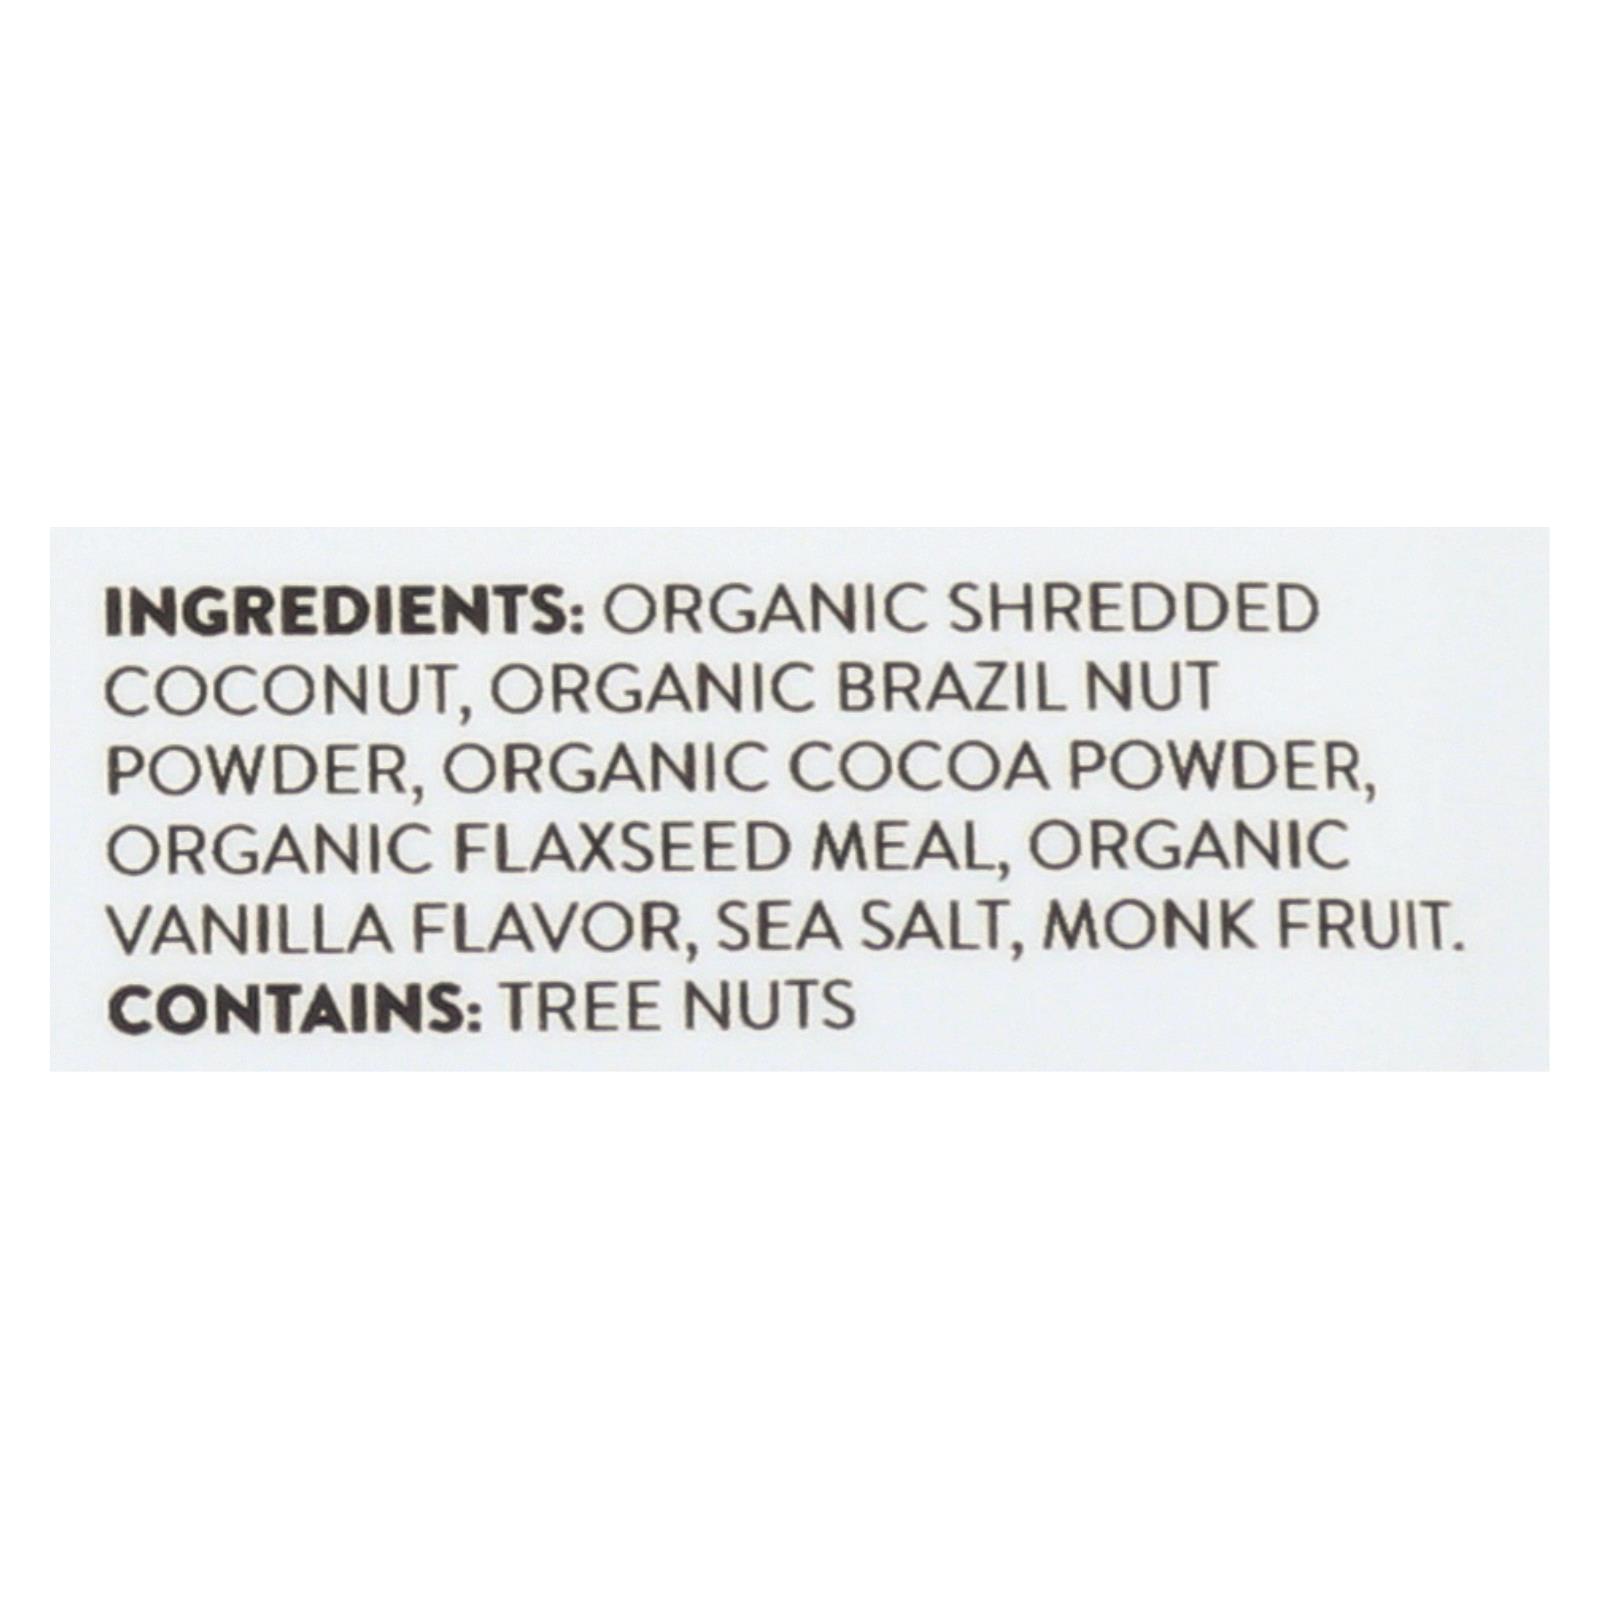 INGREDIENTS: ORGANIC SHREDDED
COCONUT, ORGANIC BRAZIL NUT
POWDER, ORGANIC COCOA POWDER,
ORGANIC FLAXSEED MEAL, ORGANIC
VANILLA FLAVOR, SEA SALT, MONK FRUIT.
CONTAINS: TREE NUTS